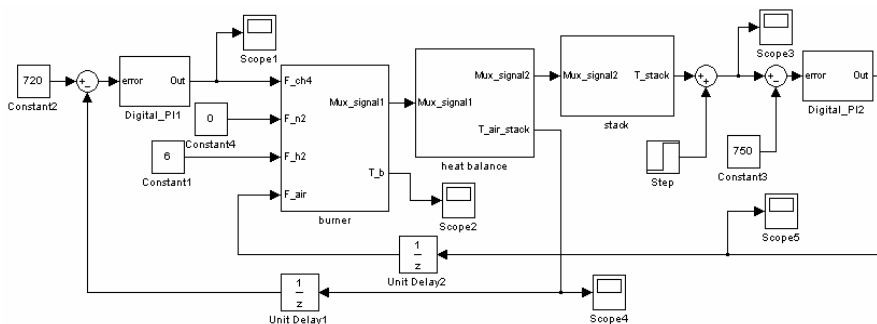 720
Constant2
error
Out
Digital_PI1
Scope1
0
Constant4
6
Constant1
F_ch4
F_n2
F_h2
F_air
Mux_signal1
T_b
burner
Scope2
Mux_signal1
Mux_signal2
T_air_stack
heat balance
Mux_signal2
T_stack
stack
Step
Scope3
750
Constant3
error
Out
Digital_PI2
Scope5
1
z
Unit Delay2
1
z
Unit Delay1
Scope4